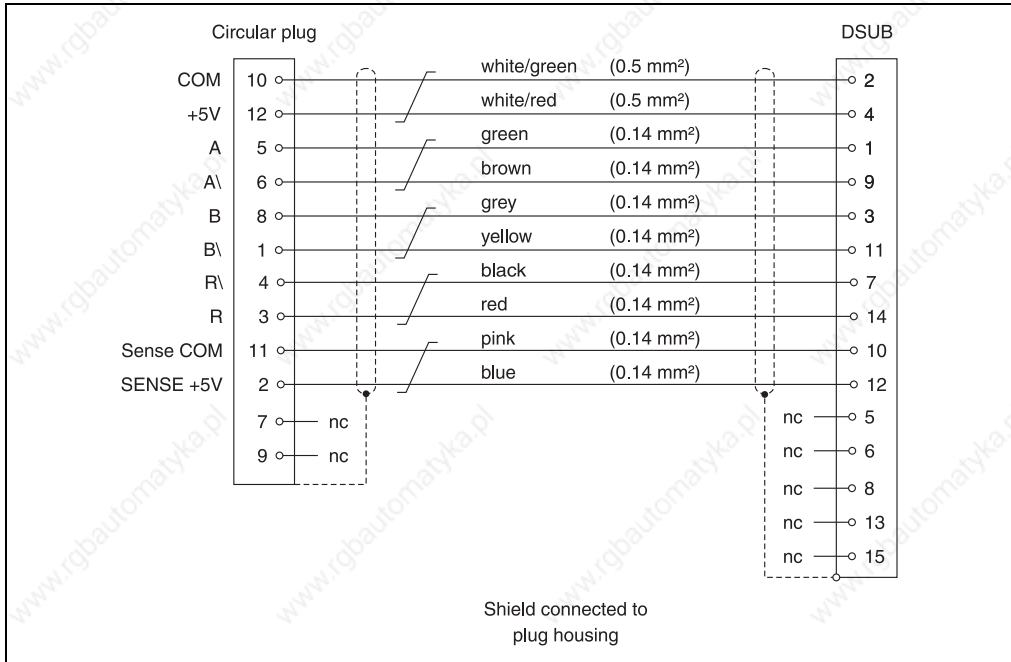 Circular plug DSUB
COM 10 white/green (0.5 mm²) 2
+5V 12 white/red (0.5 mm²) 4
A 5 green (0.14 mm²) 1
A\ 6 brown (0.14 mm²) 9
B 8 grey (0.14 mm²) 3
B\ 1 yellow (0.14 mm²) 11
R\ 4 black (0.14 mm²) 7
R 3 red (0.14 mm²) 14
Sense COM 11 pink (0.14 mm²) 10
SENSE +5V 2 blue (0.14 mm²) 12
7 nc nc 5
9 nc nc 6
nc 8
nc 13
nc 15
Shield connected to
plug housing
www.rgbautomatyka.pl